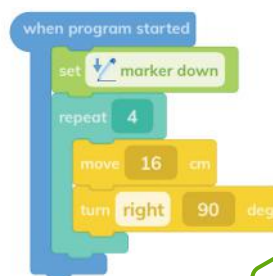 when program started
set marker down
repeat 4
move 16 cm
turn right 90